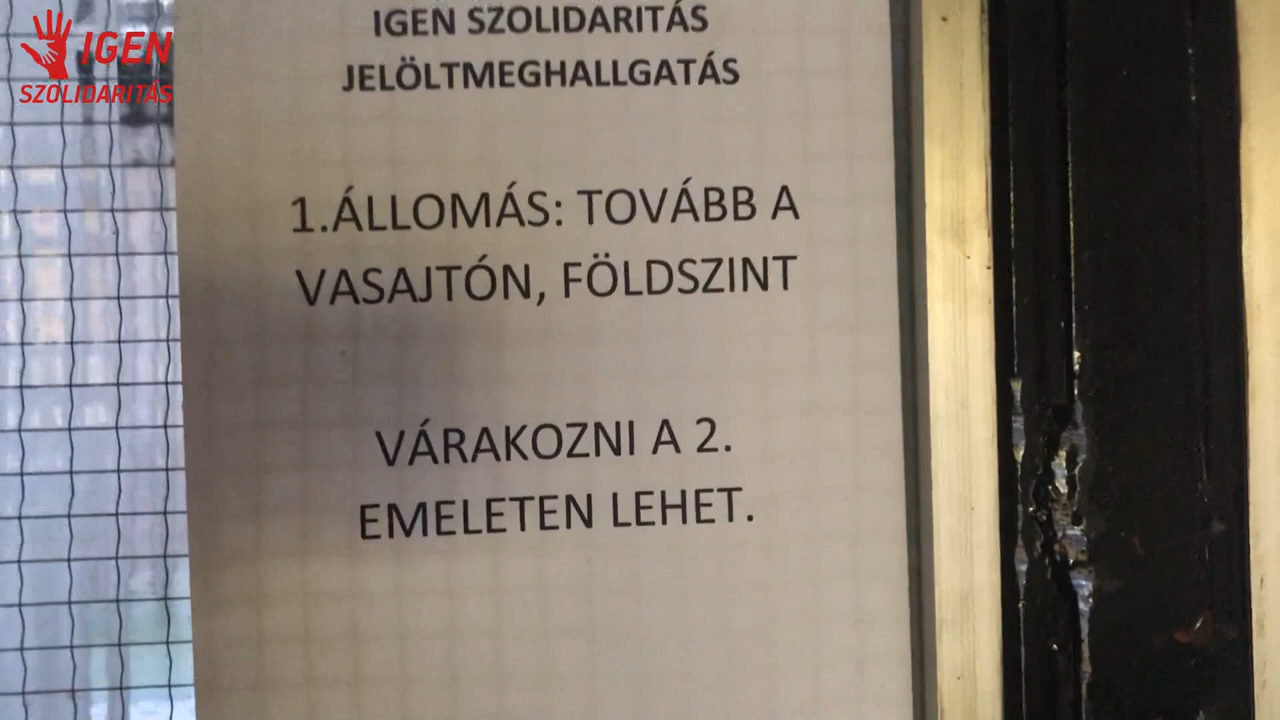 IGEN
SZOLIDARITÁS
IGEN SZOLIDARITÁS
JELÖLTMEGHALLGATÁS
1.ÁLLOMÁS: TOVÁBB A
VASAJTÓN, FÖLDSZINT
VÁRAKOZNI A 2.
EMELETEN LEHET.